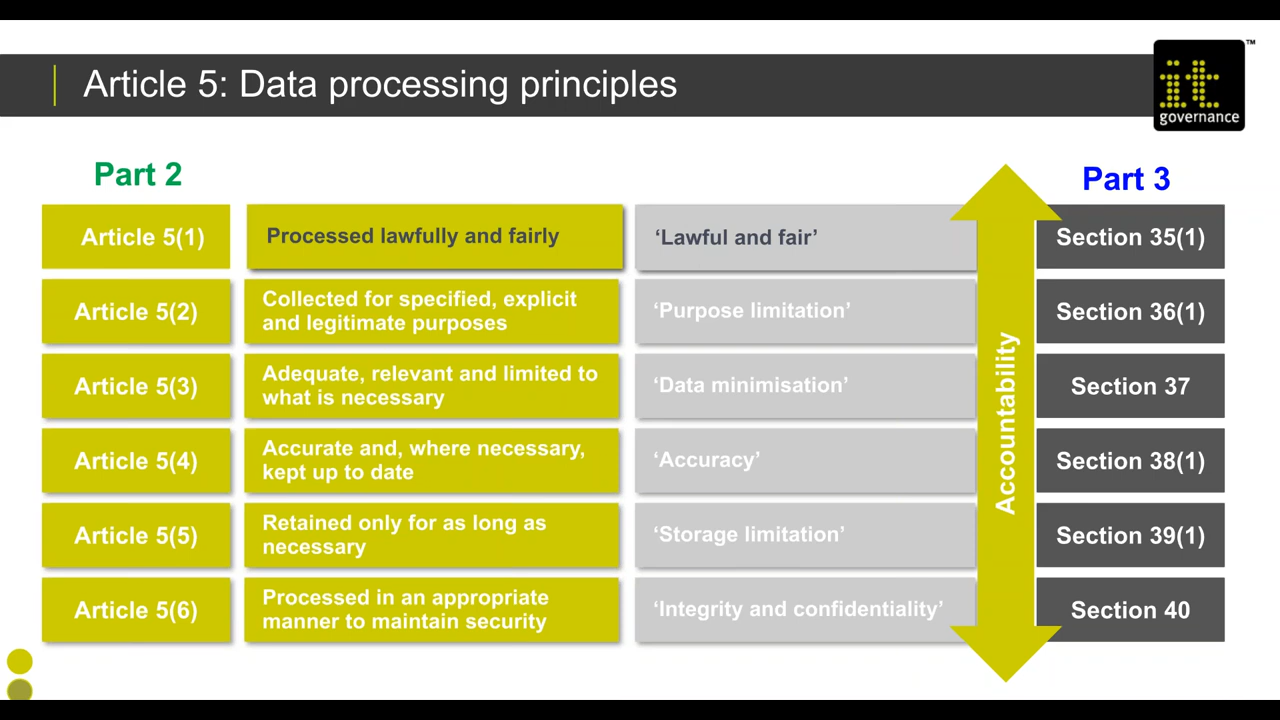 Article 5: Data processing principles
it
governance
™
Part 2
Part 3
Article 5(1)
Processed lawfully and fairly
‘Lawful and fair’
Section 35(1)
Article 5(2)
Collected for specified, explicit
and legitimate purposes
‘Purpose limitation’
Section 36(1)
Article 5(3)
Adequate, relevant and limited to
what is necessary
‘Data minimisation’
Section 37
Article 5(4)
Accurate and, where necessary,
kept up to date
‘Accuracy’
Section 38(1)
Article 5(5)
Retained only for as long as
necessary
‘Storage limitation’
Section 39(1)
Article 5(6)
Processed in an appropriate
manner to maintain security
‘Integrity and confidentiality’
Section 40
Accountability